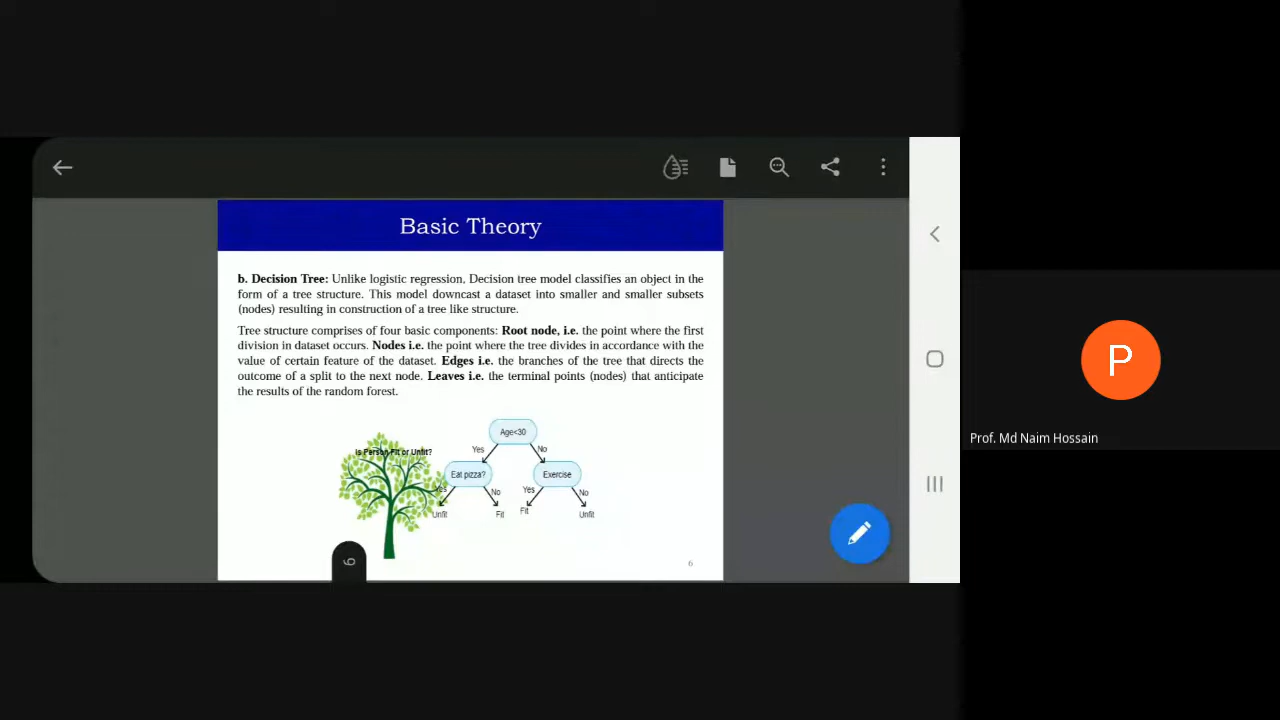 Basic Theory
b. Decision Tree: Unlike logistic regression, Decision tree model classifies an object in the
form of a tree structure. This model downcast a dataset into smaller and smaller subsets
(nodes) resulting in construction of a tree like structure.
Tree structure comprises of four basic components: Root node, i.e. the point where the first
division in dataset occurs. Nodes i.e. the point where the tree divides in accordance with the
value of certain feature of the dataset. Edges i.e. the branches of the tree that directs the
outcome of a split to the next node. Leaves i.e. the terminal points (nodes) that anticipate
the results of the random forest.
Is Person Fit or Unfit?
Age<30
Yes
No
Eat pizza?
Exercise
Yes
No
Yes
No
Unfit
Fit
Fit
Unfit
6
6
P
Prof. Md Naim Hossain